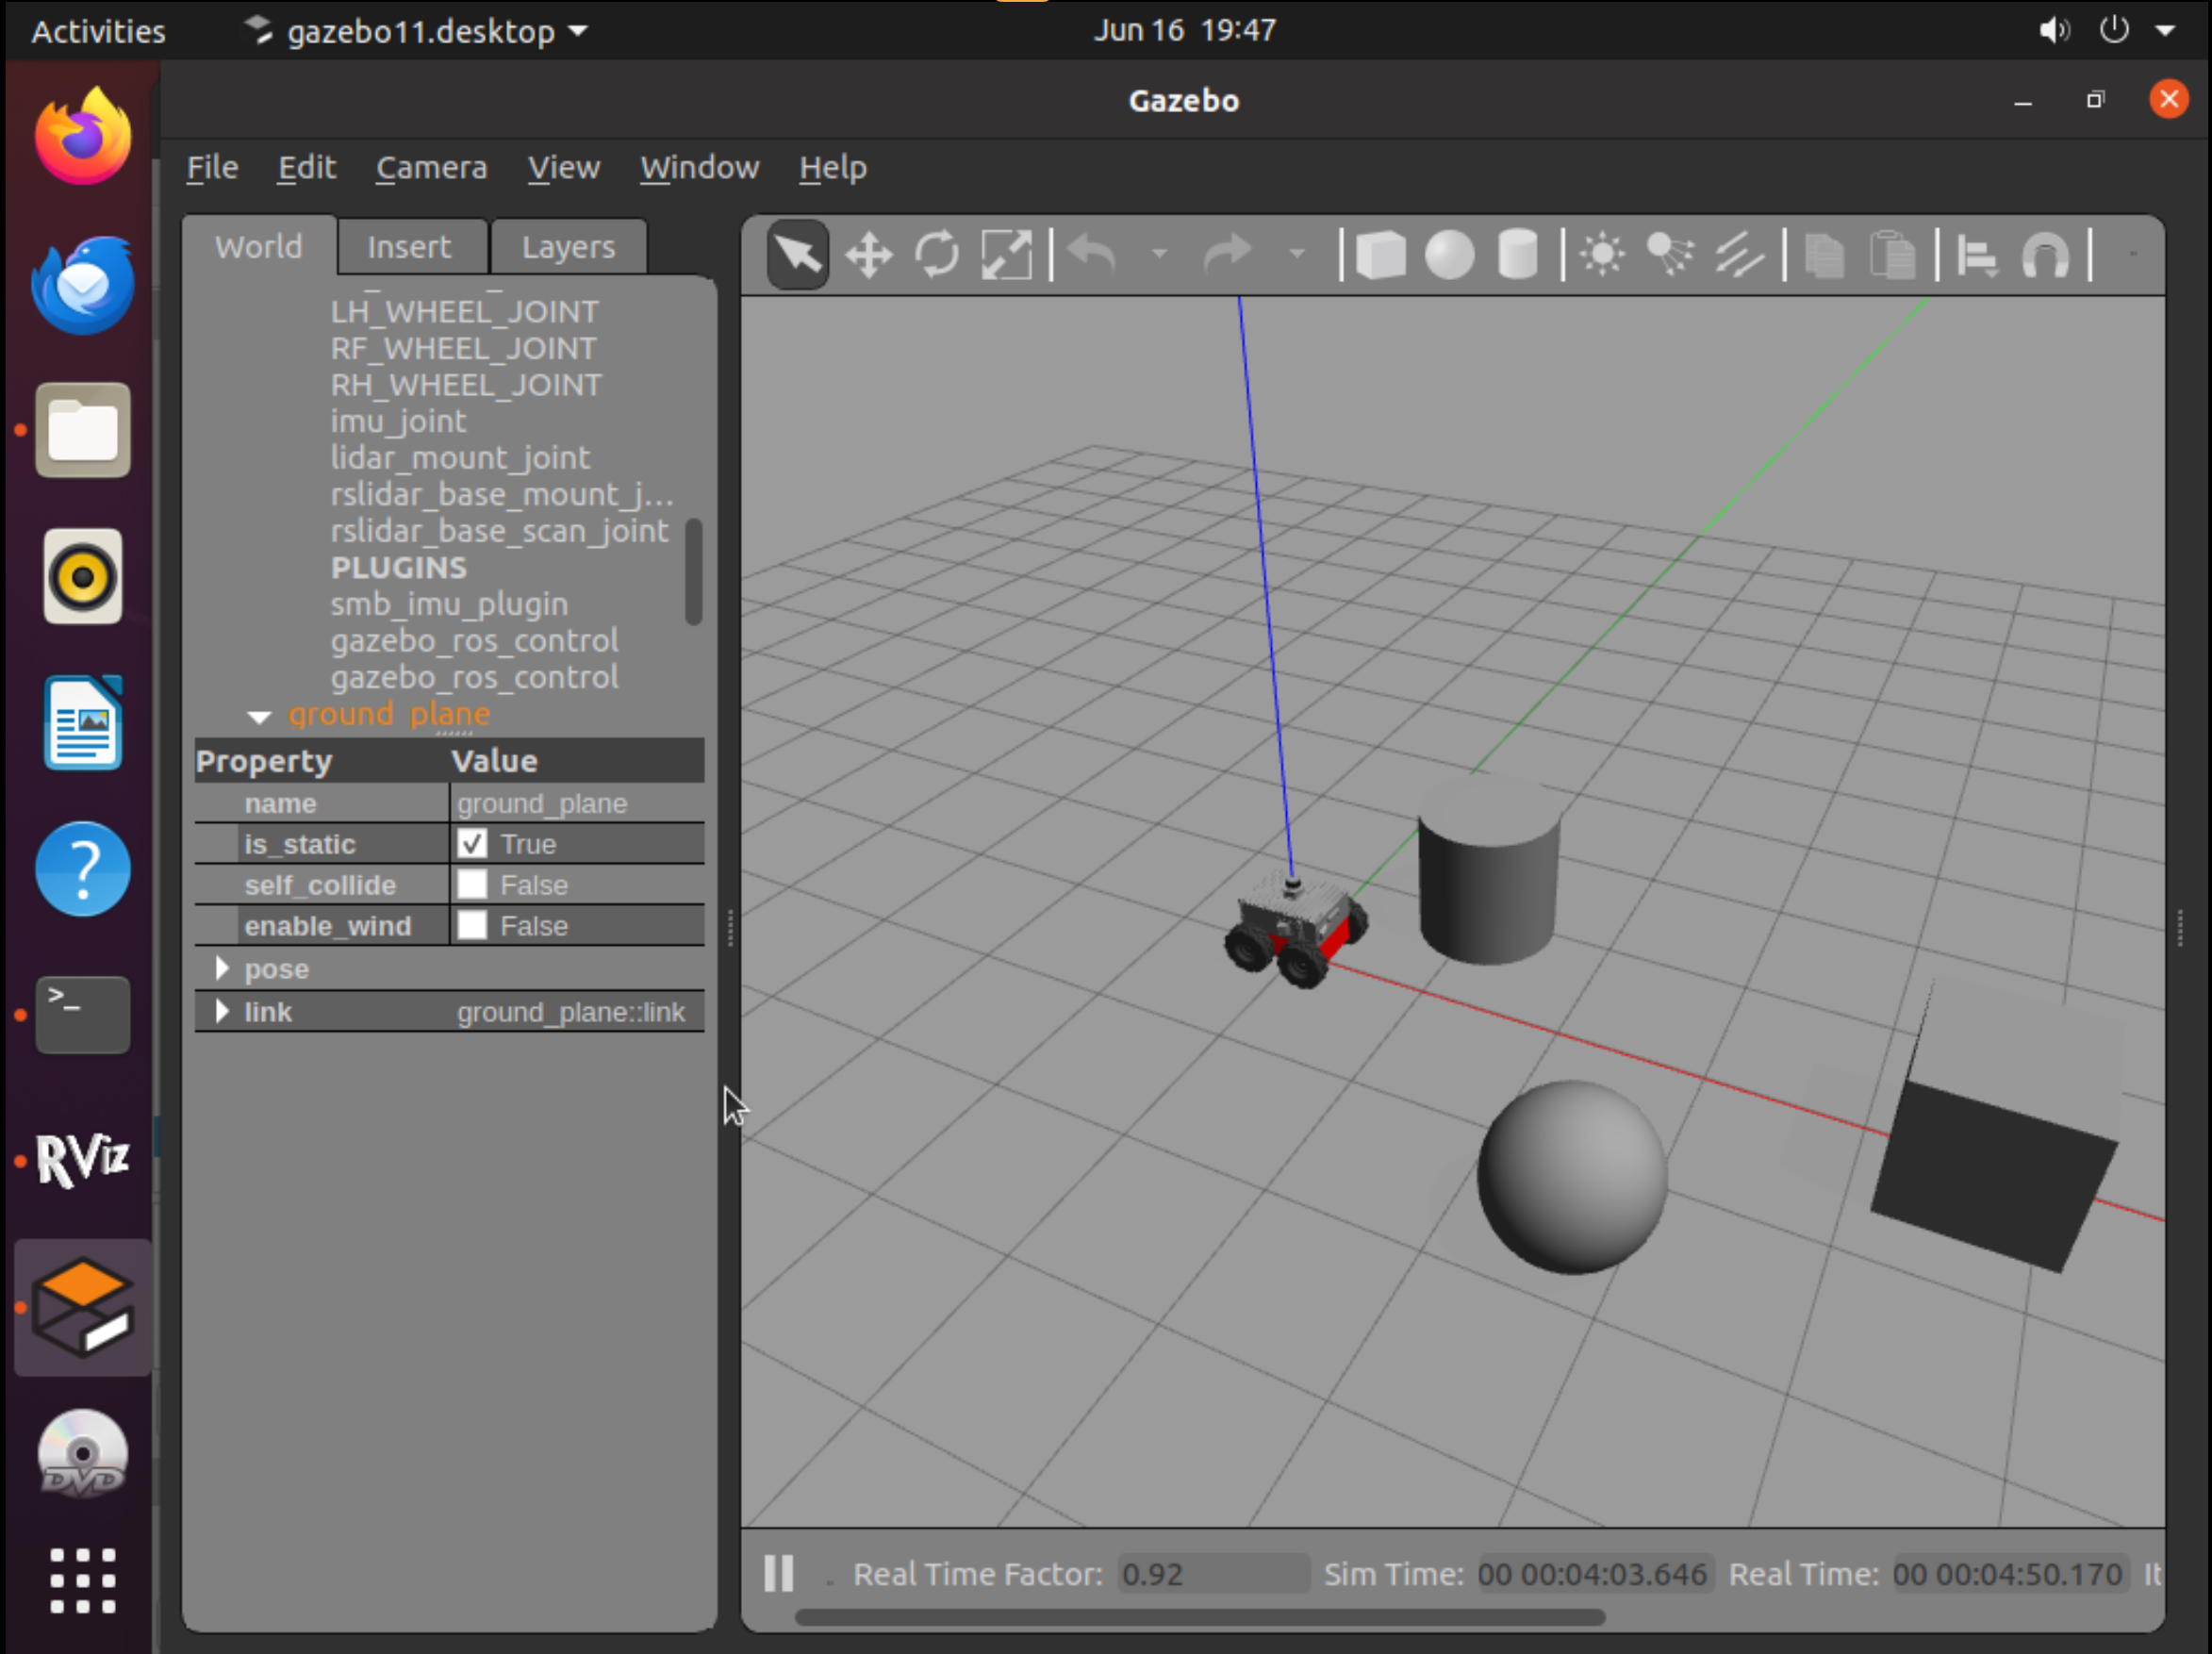 Activities gazebo11.desktop Jun 16 19:47
Gazebo
File Edit Camera View Window Help
World Insert Layers
LH_WHEEL_JOINT
RF_WHEEL_JOINT
RH_WHEEL_JOINT
imu_joint
lidar_mount_joint
rslidar_base_mount_j...
rslidar_base_scan_joint
PLUGINS
smb_imu_plugin
gazebo_ros_control
gazebo_ros_control
ground_plane
Property Value
name ground_plane
is_static True
self_collide False
enable_wind False
pose
link ground_plane::link
>_
RViz
DVD
Real Time Factor: 0.92 Sim Time: 00 00:04:03.646 Real Time: 00 00:04:50.170 It